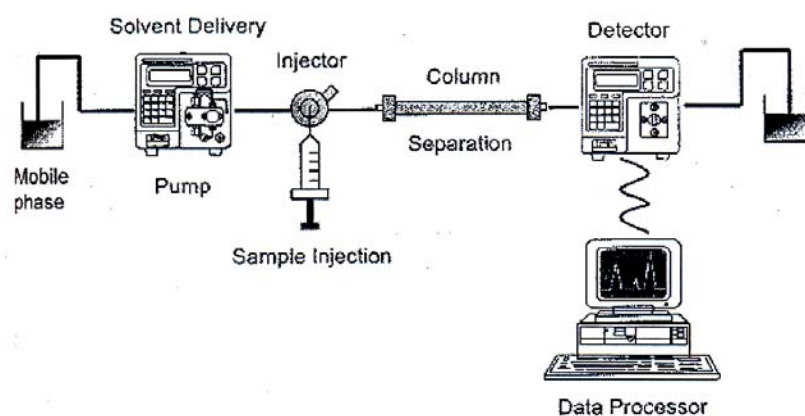 Solvent Delivery
Injector
Column
Detector
Mobile
phase
Pump
Separation
Sample Injection
Data Processor